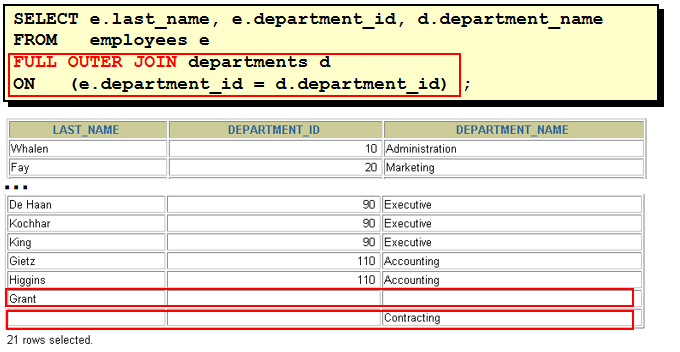 SELECT e.last_name, e.department_id, d.department_name
FROM employees e
FULL OUTER JOIN departments d
ON (e.department_id = d.department_id) ;
LAST_NAME DEPARTMENT_ID DEPARTMENT_NAME
Whalen 10 Administration
Fay 20 Marketing
...
De Haan 90 Executive
Kochhar 90 Executive
King 90 Executive
Gietz 110 Accounting
Higgins 110 Accounting
Grant
Contracting
21 rows selected.